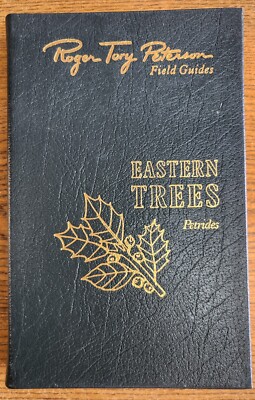 Roger Tory Peterson
Field Guides
EASTERN
TREES
Petrides